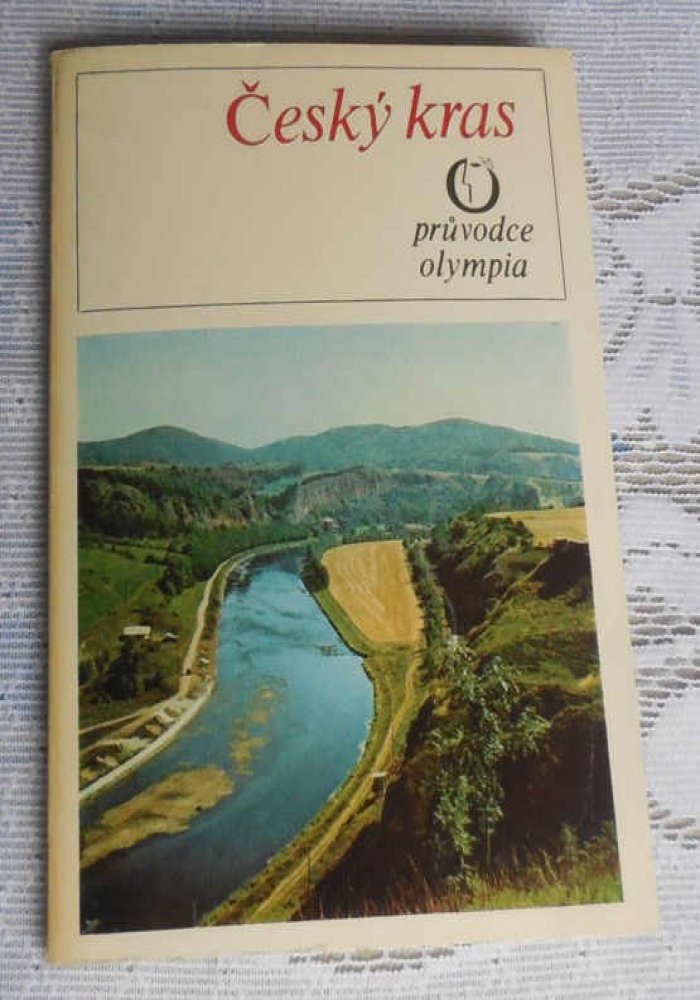 Český kras
průvodce
olympia